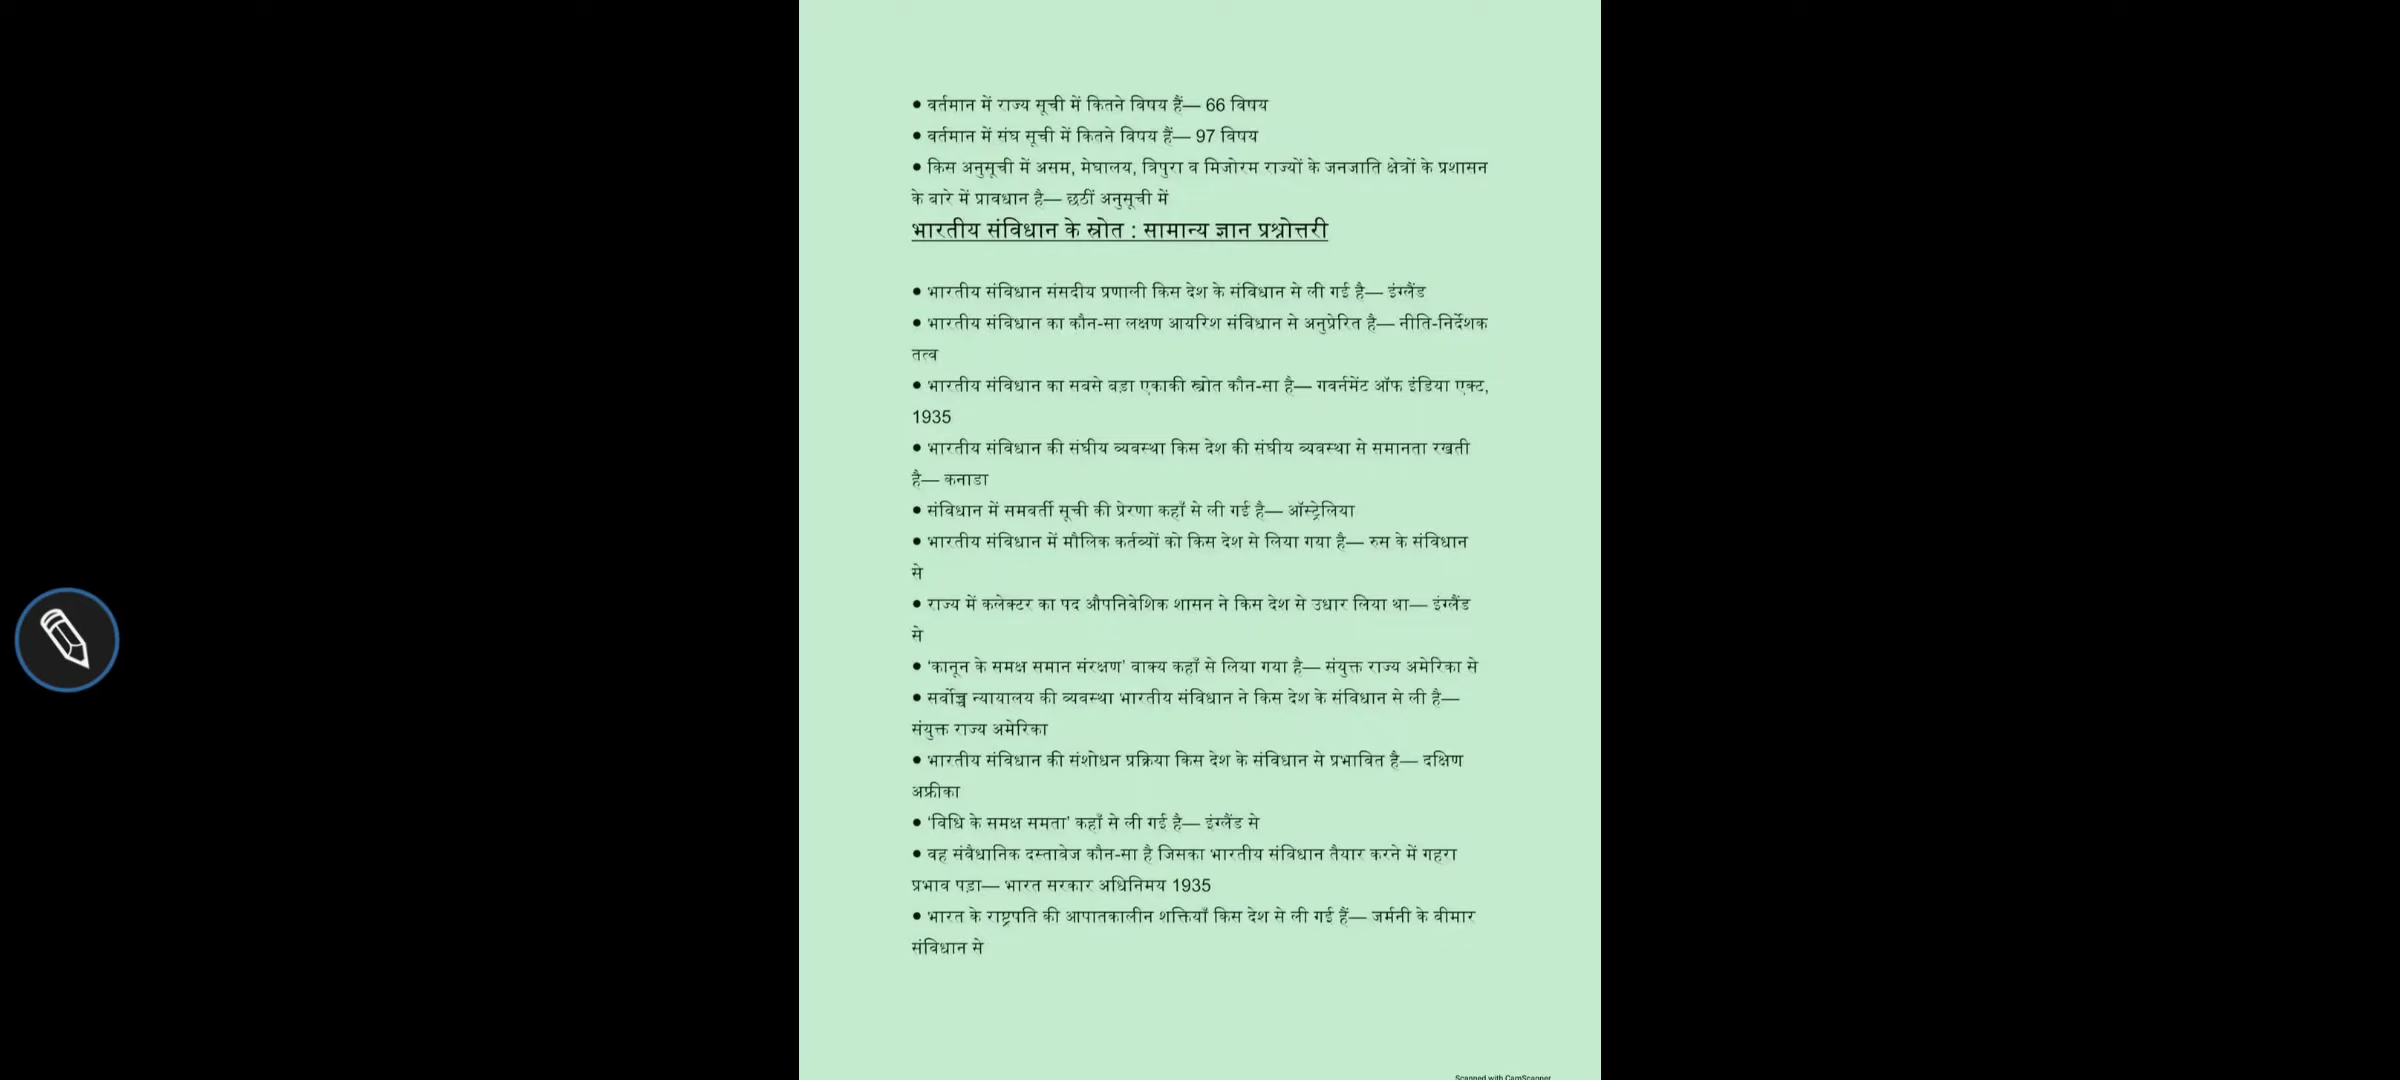 ● वर्तमान में राज्य सूची में कितने विषय हैं— 66 विषय
● वर्तमान में संघ सूची में कितने विषय हैं— 97 विषय
● किस अनुसूची में असम, मेघालय, त्रिपुरा व मिजोरम राज्यों के जनजाति क्षेत्रों के प्रशासन
के बारे में प्रावधान है— छठीं अनुसूची में
भारतीय संविधान के स्रोत : सामान्य ज्ञान प्रश्नोत्तरी
● भारतीय संविधान संसदीय प्रणाली किस देश के संविधान से ली गई है— इंग्लैंड
● भारतीय संविधान का कौन-सा लक्षण आयरिश संविधान से अनुप्रेरित है— नीति-निर्देशक
तत्व
● भारतीय संविधान का सबसे बड़ा एकाकी स्त्रोत कौन-सा है— गवर्नमेंट ऑफ इंडिया एक्ट,
1935
● भारतीय संविधान की संघीय व्यवस्था किस देश की संघीय व्यवस्था से समानता रखती
है— कनाडा
● संविधान में समवर्ती सूची की प्रेरणा कहाँ से ली गई है— ऑस्ट्रेलिया
● भारतीय संविधान में मौलिक कर्तव्यों को किस देश से लिया गया है— रुस के संविधान
से
● राज्य में कलेक्टर का पद औपनिवेशिक शासन ने किस देश से उधार लिया था— इंग्लैंड
से
● ‘कानून के समक्ष समान संरक्षण’ वाक्य कहाँ से लिया गया है— संयुक्त राज्य अमेरिका से
● सर्वोच्च न्यायालय की व्यवस्था भारतीय संविधान ने किस देश के संविधान से ली है—
संयुक्त राज्य अमेरिका
● भारतीय संविधान की संशोधन प्रक्रिया किस देश के संविधान से प्रभावित है— दक्षिण
अफ्रीका
● ‘विधि के समक्ष समता’ कहाँ से ली गई है— इंग्लैंड से
● वह संवैधानिक दस्तावेज कौन-सा है जिसका भारतीय संविधान तैयार करने में गहरा
प्रभाव पड़ा— भारत सरकार अधिनिमय 1935
● भारत के राष्ट्रपति की आपातकालीन शक्तियाँ किस देश से ली गई हैं— जर्मनी के वीमार
संविधान से
Scanned with CamScanner